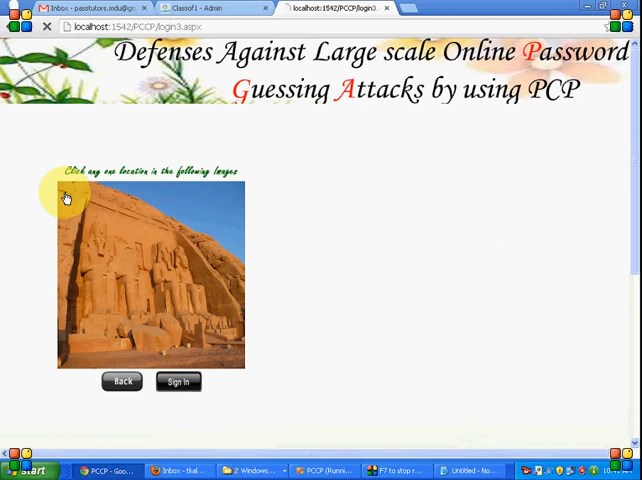 Inbox - passtutors.mdu@g
Classof1 - Admin
localhost:1542/PCCP/login3.
localhost:1542/PCCP/login3.aspx
Defenses Against Large scale Online Password
Guessing Attacks by using PCP
Click any one location in the following Images
Back
Sign In
start
PCCP - Goo...
Inbox - tkal...
2 Windows...
PCCP (Runni...
F7 to stop r...
Untitled - No...